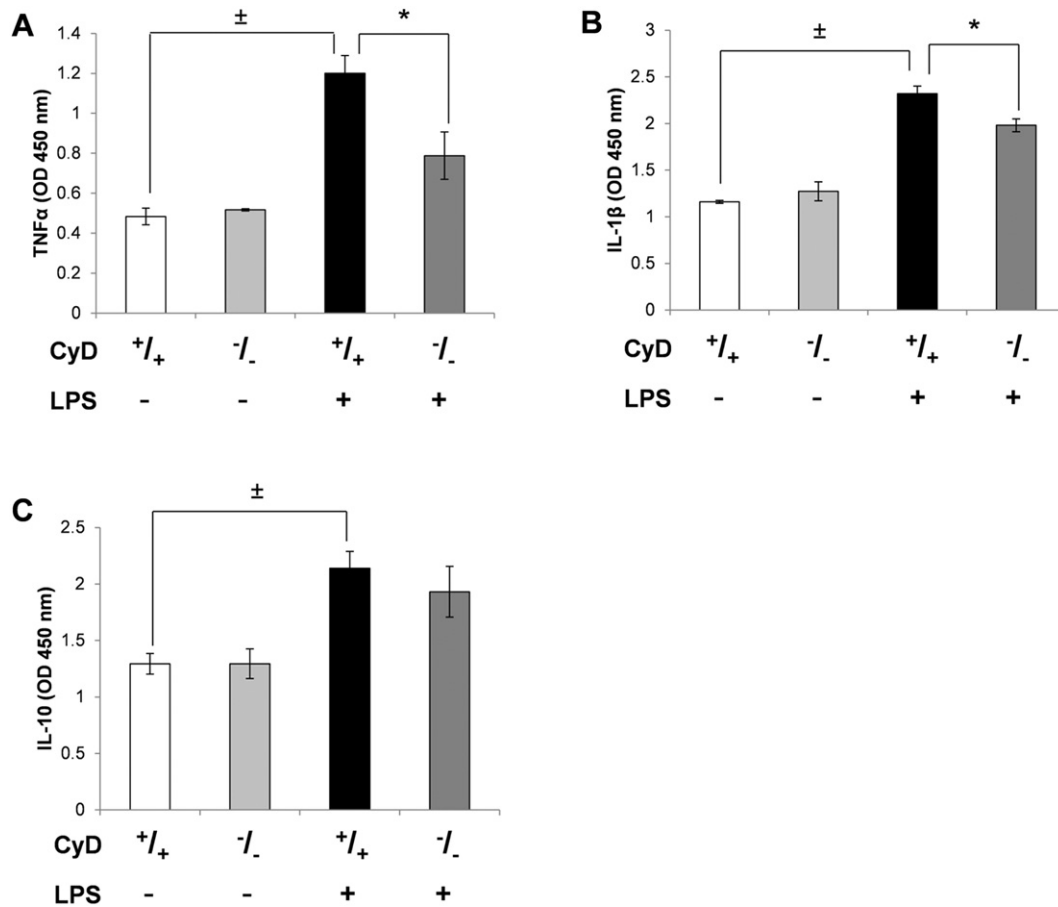 A
± *
1.4
1.2
1
0.8
0.6
0.4
0.2
0
TNFα (OD 450 nm)
CyD +/+ -/- +/+ -/-
LPS - - + +
B
± *
3
2.5
2
1.5
1
0.5
0
IL-1β (OD 450 nm)
CyD +/+ -/- +/+ -/-
LPS - - + +
C
±
2.5
2
1.5
1
0.5
0
IL-10 (OD 450 nm)
CyD +/+ -/- +/+ -/-
LPS - - + +